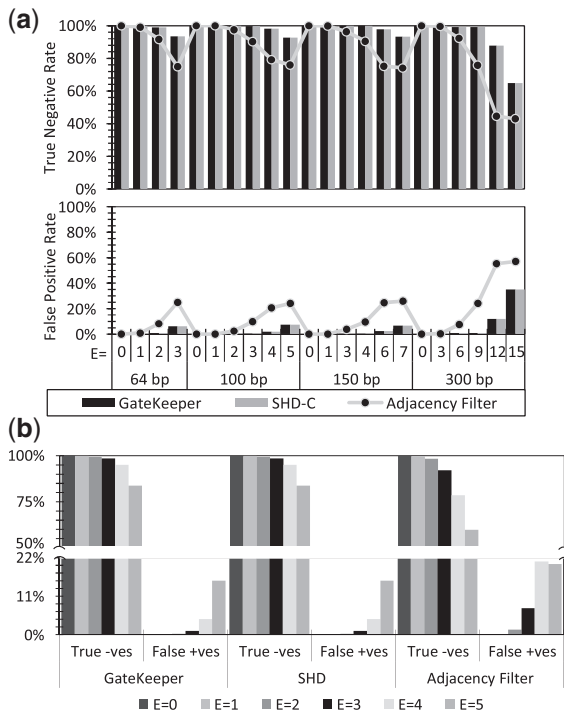 (a)
True Negative Rate
100%
80%
60%
40%
20%
0%
False Positive Rate
100%
80%
60%
40%
20%
0%
E= 0 1 2 3 0 1 2 3 4 5 0 1 3 4 6 7 0 3 6 9 12 15
64 bp 100 bp 150 bp 300 bp
GateKeeper SHD-C Adjacency Filter
(b)
100%
75%
50%
22%
11%
0%
True -ves False +ves True -ves False +ves True -ves False +ves
GateKeeper SHD Adjacency Filter
E=0 E=1 E=2 E=3 E=4 E=5